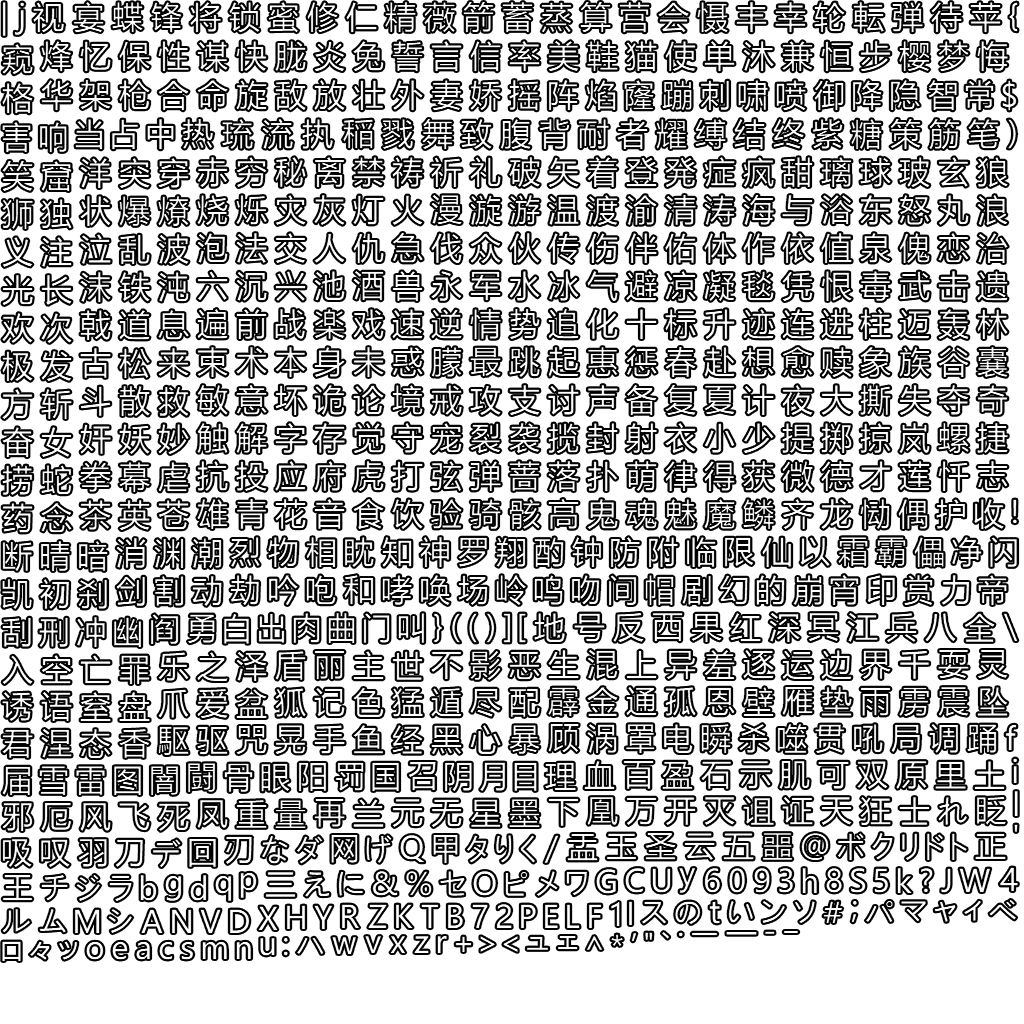 |j视宴蝶锋将锁蜜修仁精薇箭蓄蒸算营会慑丰幸轮転弹待苹{
窥烽忆保性谋快胧炎兔誓言信率美鞋猫使单沐兼恒步樱梦悔
格华架枪合命旋敌放壮外妻娇摇阵焰窿蹦刺啸喷御降隐智常$
害响当占中热琉流执稲戮舞致腹背耐者耀缚结终紫糖策筋笔)
笑窟洋突穿赤穷秘离禁祷祈礼破矢着登発症疯甜璃球玻玄狼
狮独状爆燎烧烁灾灰灯火漫漩游温渡渝清涛海与浴东怒丸浪
义注泣乱波泡法交人仇急伐众伙传伤伴佑体作依值泉傀恋治
光长沫铁沌六沉兴池酒兽永军水冰气避凉凝毯凭恨毒武击遗
欢次戟道息遍前战楽戏速逆情势追化十标升迹连进柱迈轰林
极发古松来束术本身未惑朦最跳起惠惩春赴想愈赎象族谷囊
方斩斗散救敏意坏诡论境戒攻支讨声备复夏计夜大撕失夺奇
奋女奸妖妙触解字存觉守宠裂袭揽封射衣小少提掷掠岚螺捷
捞蛇拳幕虐抗投应府虎打弦弾蔷落扑萌律得获微德才莲忏志
药念茶英苍雄青花音食饮验骑骸高鬼魂魅魔鳞齐龙恸偶护收!
断晴暗消渊潮烈物相眈知神罗翔酌钟防附临限仙以霜霸儡净闪
凯初刹剑割动劫吟咆和哮唤场岭鸣吻间帽剧幻的崩宵印赏力帝
刮刑冲幽阎勇白出肉曲门叫}(()][地号反西果红深冥江兵八全\
入空亡罪乐之泽盾丽主世不影恶生混上异羞逐运边界千耍灵
诱语室盘爪爱盆狐记色猛遁尽配霹金通孤恩壁雁垫雨雳震坠
君涅态香駆驱咒晃手鱼经黑心暴顾涡罩电瞬杀噬贯吼局调踊f
届雪雷图闇闘骨眼阳罚国召阴月目理血百盈石示肌可双原里土i
邪厄风飞死凤重量再兰元无星墨下凰万开灭诅证天狂士れ眨|
吸叹羽刀デ回刃なダ网げQ甲タりく/孟玉圣云五噩@ボクリドト正'
王チジラbgdqp三えに&%セOピメワGCUy6093h8S5k?JW4
ルムMシANVDXHYRZKTB72PELF1lスのtいンソ#;パマヤィベ
口々ッoeacsmnu:ハwvxzr+><ュエ^*′"`·一—--